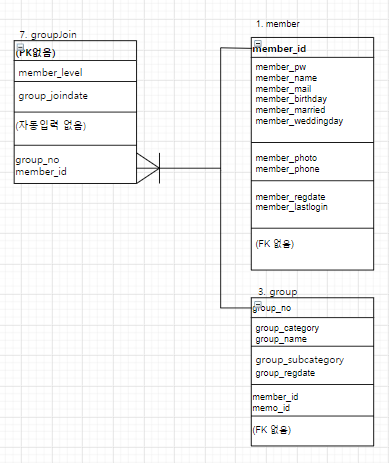 7. groupJoin
(PK없음)
member_level
group_joindate
(자동입력 없음)
group_no
member_id
1. member
member_id
member_pw
member_name
member_mail
member_birthday
member_married
member_weddingday
member_photo
member_phone
member_regdate
member_lastlogin
(FK 없음)
3. group
group_no
group_category
group_name
group_subcategory
group_regdate
member_id
memo_id
(FK 없음)